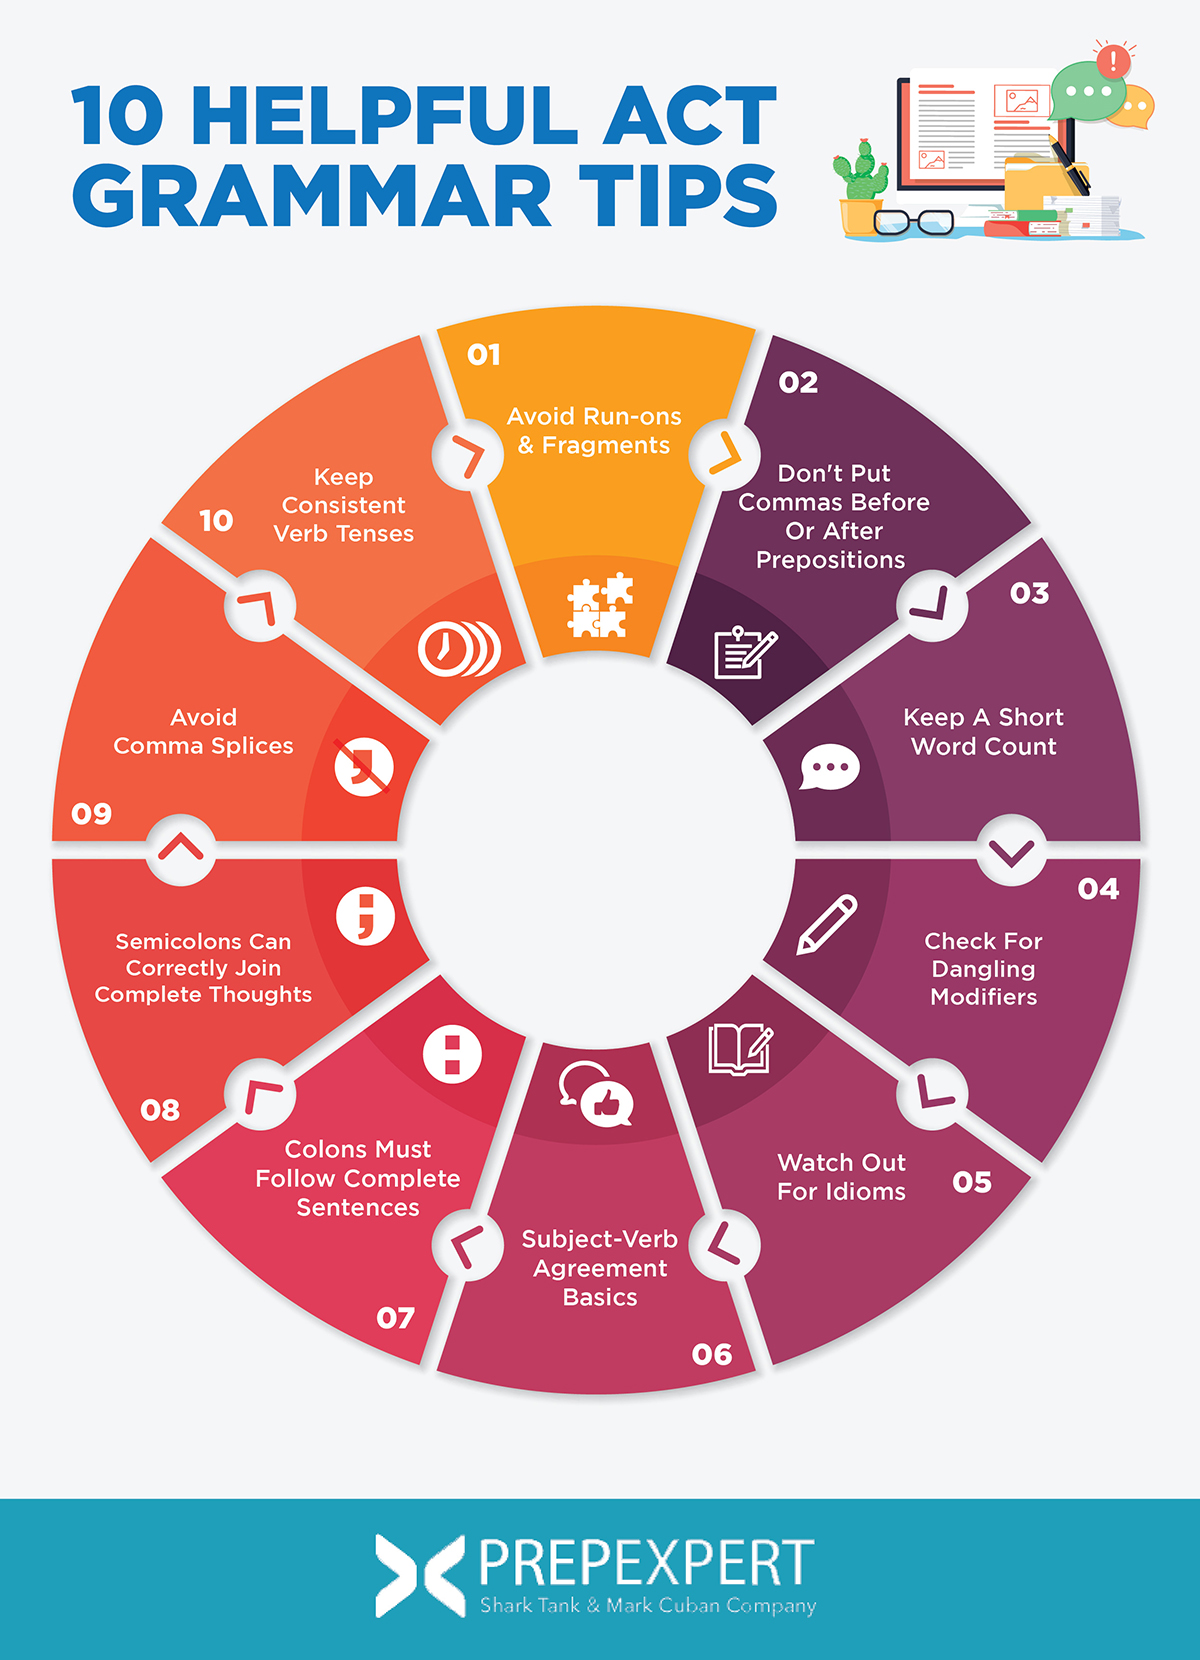 10 HELPFUL ACT
GRAMMAR TIPS
01
Avoid Run-ons
& Fragments
02
Don't Put
Commas Before
Or After
Prepositions
03
Keep A Short
Word Count
04
Check For
Dangling
Modifiers
05
Watch Out
For Idioms
06
Subject-Verb
Agreement
Basics
07
Colons Must
Follow Complete
Sentences
08
Semicolons Can
Correctly Join
Complete Thoughts
09
Avoid
Comma Splices
10
Keep
Consistent
Verb Tenses
PREPEXPERT
Shark Tank & Mark Cuban Company